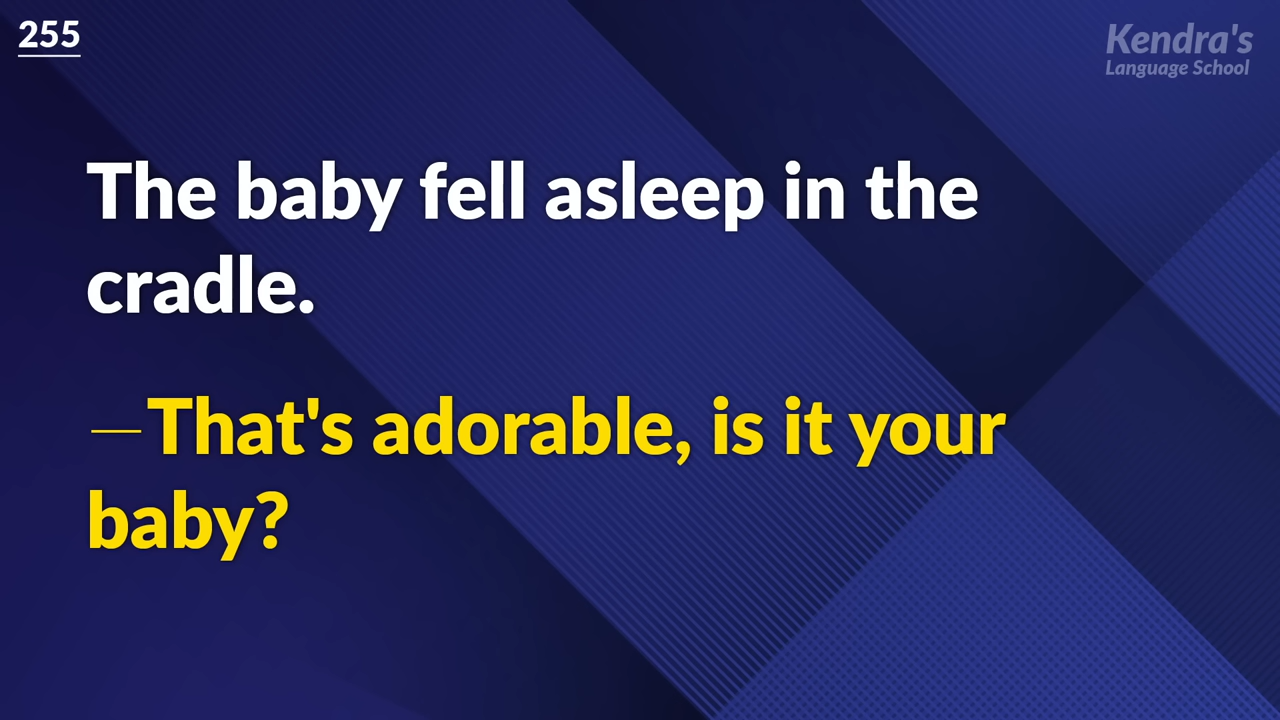 255
Kendra's
Language School
The baby fell asleep in the
cradle.
—That's adorable, is it your
baby?